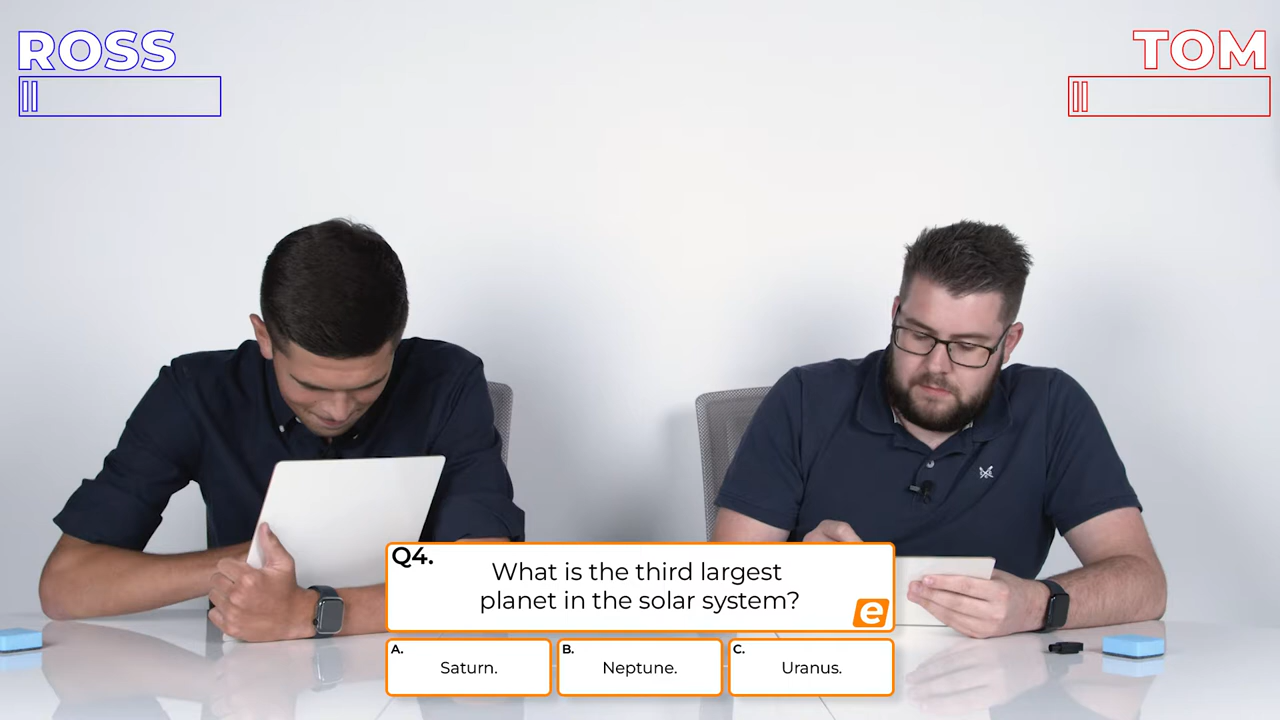 ROSS
TOM
Q4.
What is the third largest
planet in the solar system?
e
A.
Saturn.
B.
Neptune.
C.
Uranus.